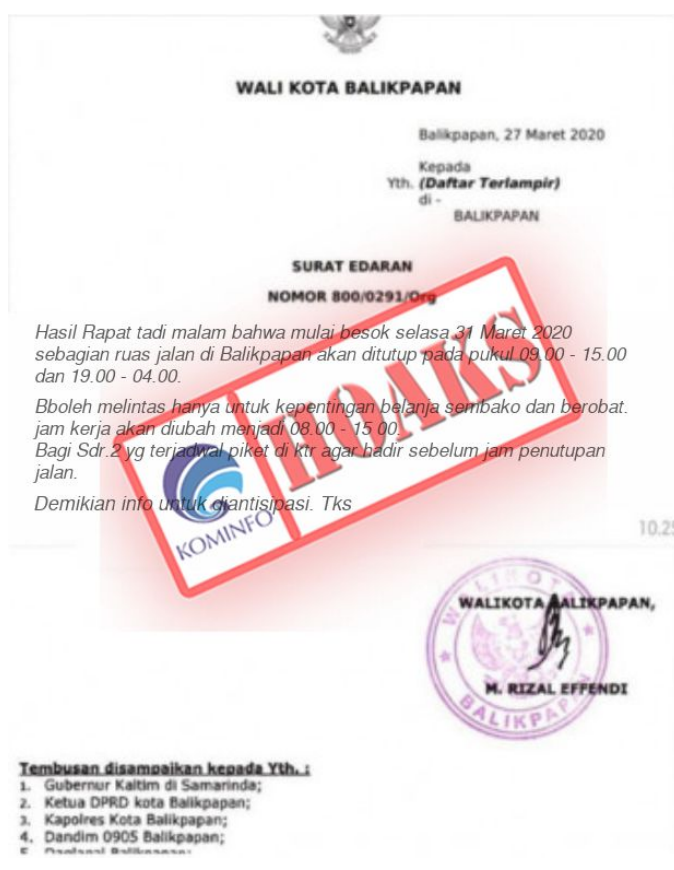 WALI KOTA BALIKPAPAN
Balikpapan, 27 Maret 2020
Kepada
Yth. (Daftar Terlampir)
di -
BALIKPAPAN
SURAT EDARAN
NOMOR 800/0291/Org
Hasil Rapat tadi malam bahwa mulai besok selasa 31 Maret 2020
sebagian ruas jalan di Balikpapan akan ditutup pada pukul 09.00 - 15.00
dan 19.00 - 04.00.
Bboleh melintas hanya untuk kepentingan belanja sembako dan berobat.
jam kerja akan diubah menjadi 08.00 - 15 00.
Bagi Sdr.2 yg terjadwal piket di ktr agar hadir sebelum jam penutupan
jalan.
Demikian info untuk diantisipasi. Tks
HOAKS
KOMINFO
10.25
WALIKOTA BALIKPAPAN,
M. RIZAL EFFENDI
WALIKOTA
BALIKPAPAN
Tembusan disampaikan kepada Yth. :
1. Gubernur Kaltim di Samarinda;
2. Ketua DPRD kota Balikpapan;
3. Kapolres Kota Balikpapan;
4. Dandim 0905 Balikpapan;